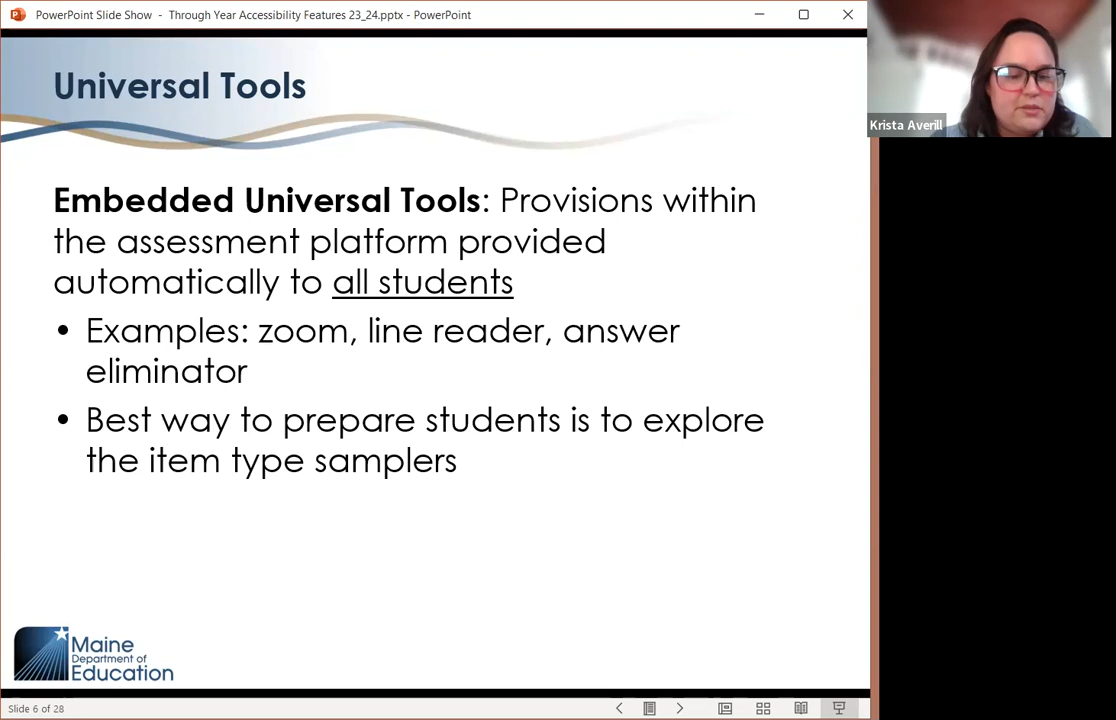 PowerPoint Slide Show - Through Year Accessibility Features 23_24.pptx - PowerPoint
Krista Averill
Universal Tools
Embedded Universal Tools: Provisions within
the assessment platform provided
automatically to all students
• Examples: zoom, line reader, answer
eliminator
• Best way to prepare students is to explore
the item type samplers
Maine
Department of
Education
Slide 6 of 28